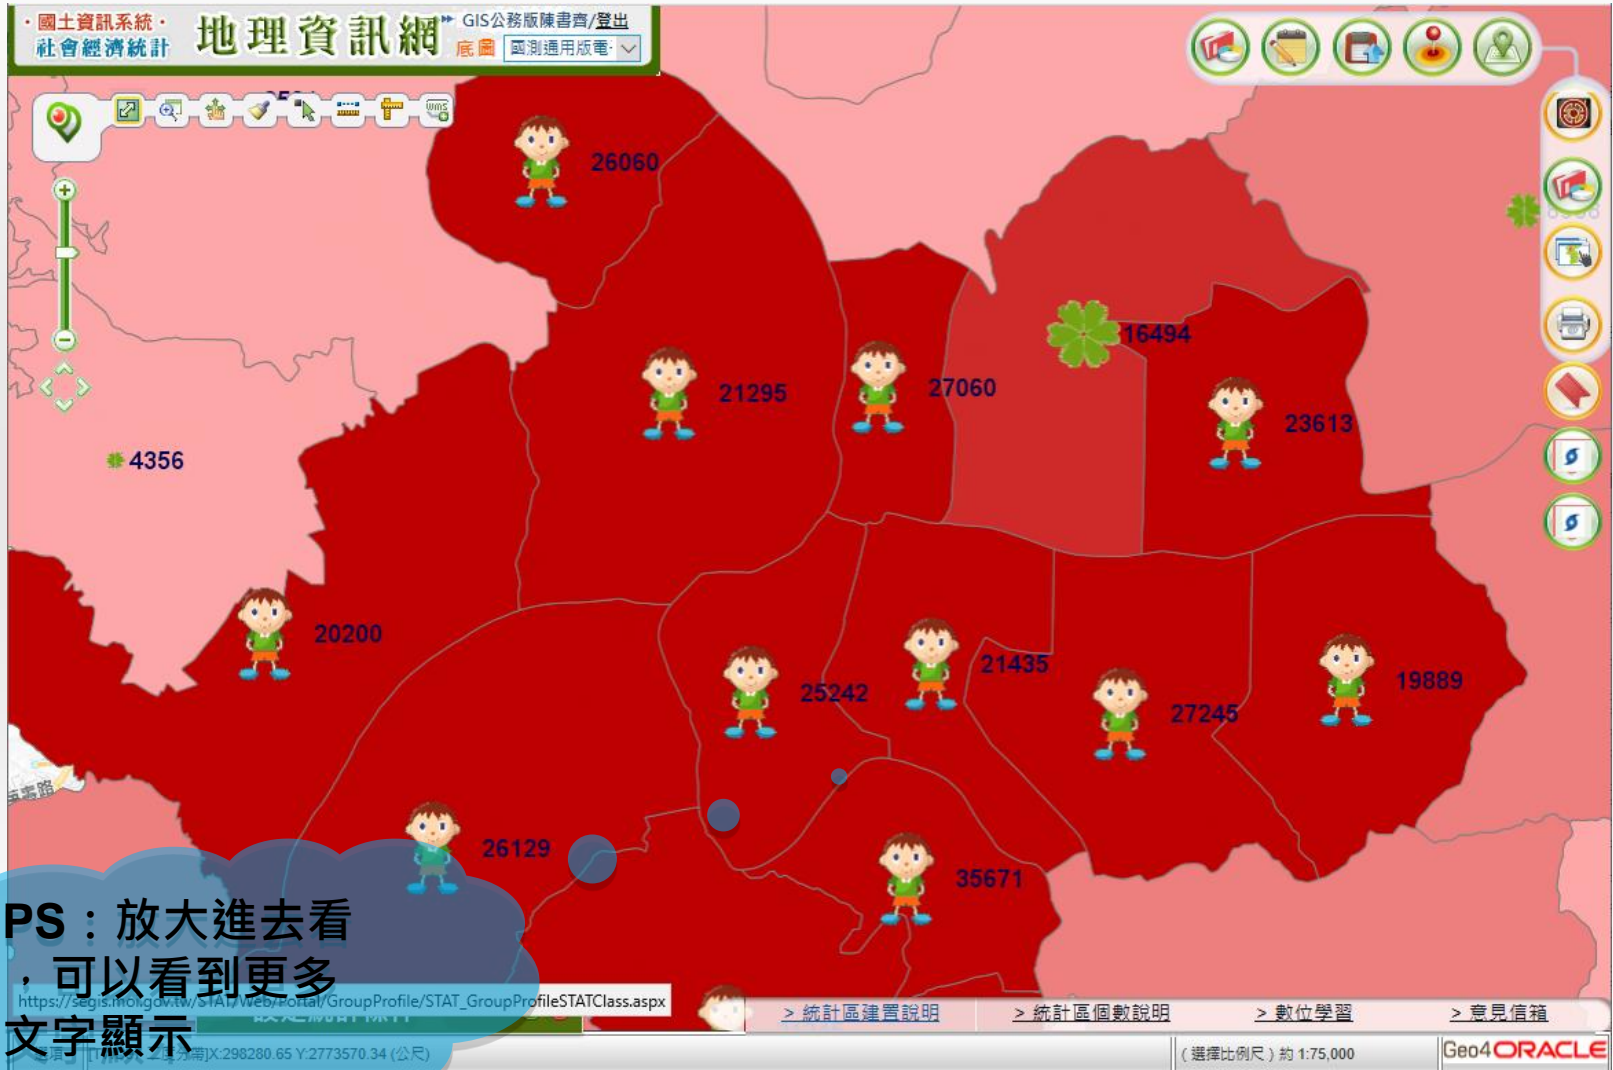 ‧國土資訊系統‧
社會經濟統計
地理資訊網
GIS公務版陳書齊/登出
底圖 國測通用版電
26060
16494
21295
27060
23613
4356
20200
21435
25242
19889
27245
26129
35671
PS：放大進去看
，可以看到更多
文字顯示
https://segis.moi.gov.tw/STAT/Web/Portal/GroupProfile/STAT_GroupProfileSTATClass.aspx
> 統計區建置說明
> 統計區個數說明
> 數位學習
> 意見信箱
X:298280.65 Y:2773570.34 (公尺)
(選擇比例尺) 約 1:75,000
Geo4ORACLE